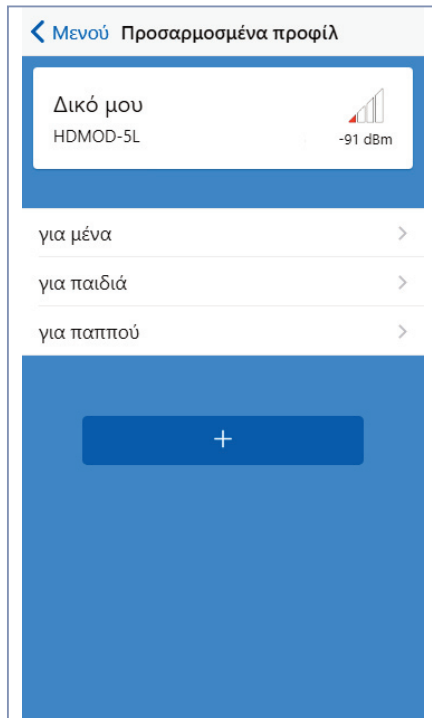 Μενού Προσαρμοσμένα προφίλ
Δικό μου
HDMOD-5L
-91 dBm
για μένα
για παιδιά
για παππού
+